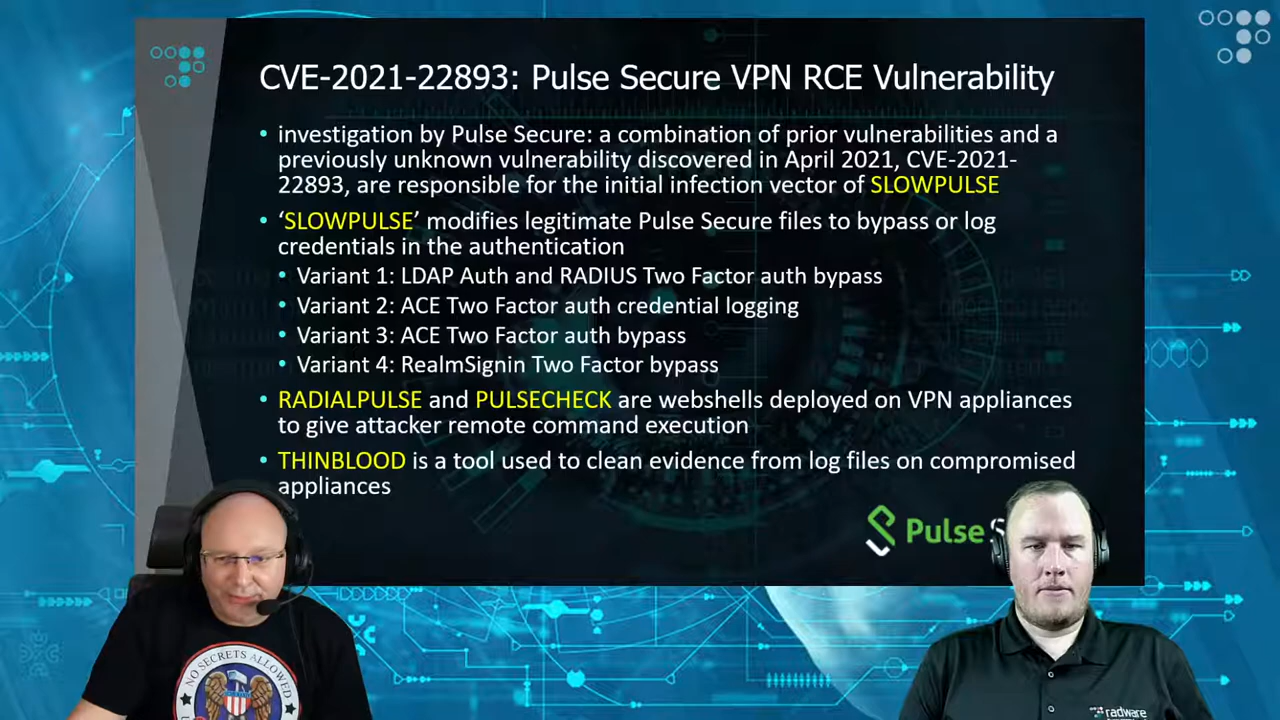 CVE-2021-22893: Pulse Secure VPN RCE Vulnerability
• investigation by Pulse Secure: a combination of prior vulnerabilities and a
previously unknown vulnerability discovered in April 2021, CVE-2021-
22893, are responsible for the initial infection vector of SLOWPULSE
• ‘SLOWPULSE’ modifies legitimate Pulse Secure files to bypass or log
credentials in the authentication
• Variant 1: LDAP Auth and RADIUS Two Factor auth bypass
• Variant 2: ACE Two Factor auth credential logging
• Variant 3: ACE Two Factor auth bypass
• Variant 4: RealmSignin Two Factor bypass
• RADIALPULSE and PULSECHECK are webshells deployed on VPN appliances
to give attacker remote command execution
• THINBLOOD is a tool used to clean evidence from log files on compromised
appliances
Pulse S
NO SECRETS ALLOWED
radware